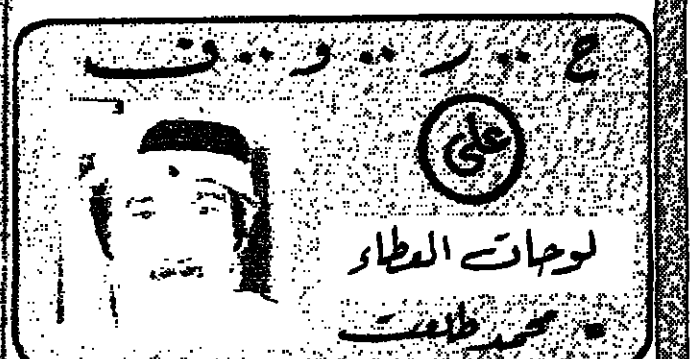 ح .. ر .. و .. ف
على
لوحات العطاء
▪ محمد طلعت